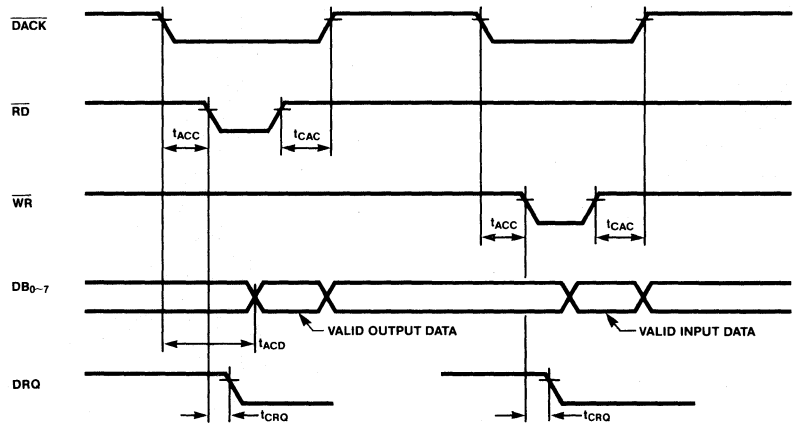 DACK
RD
tACC
tCAC
WR
tACC
tCAC
DB0~7
VALID OUTPUT DATA
VALID INPUT DATA
tACD
DRQ
tCRQ
tCRQ